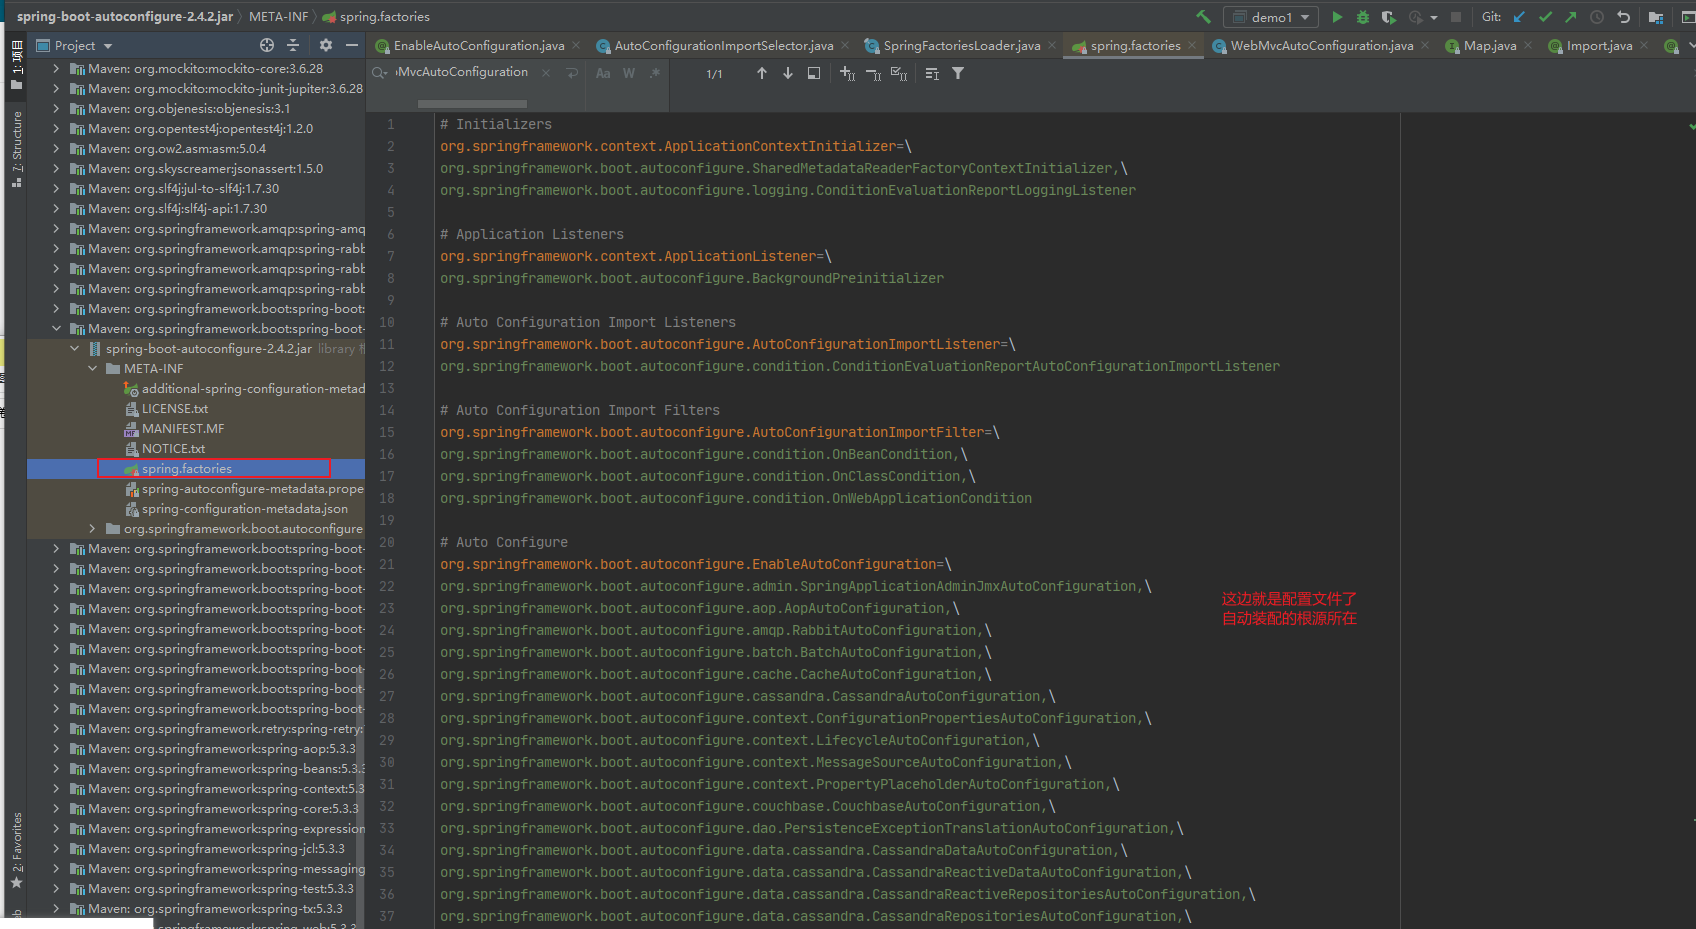 spring-boot-autoconfigure-2.4.2.jar
META-INF
spring.factories
demo1
Git:
1: 项目
Project
EnableAutoConfiguration.java
AutoConfigurationImportSelector.java
SpringFactoriesLoader.java
spring.factories
WebMvcAutoConfiguration.java
Map.java
Import.java
MvcAutoConfiguration
Aa
W
.*
1/1
7: Structure
2: Favorites
Maven: org.mockito:mockito-core:3.6.28
Maven: org.mockito:mockito-junit-jupiter:3.6.28
Maven: org.objenesis:objenesis:3.1
Maven: org.opentest4j:opentest4j:1.2.0
Maven: org.ow2.asm:asm:5.0.4
Maven: org.skyscreamer:jsonassert:1.5.0
Maven: org.slf4j:jul-to-slf4j:1.7.30
Maven: org.slf4j:slf4j-api:1.7.30
Maven: org.springframework.amqp:spring-amq
Maven: org.springframework.amqp:spring-rabb
Maven: org.springframework.amqp:spring-rabb
Maven: org.springframework.amqp:spring-rabb
Maven: org.springframework.boot:spring-boot:
Maven: org.springframework.boot:spring-boot-
spring-boot-autoconfigure-2.4.2.jar library
META-INF
additional-spring-configuration-metad
LICENSE.txt
MANIFEST.MF
NOTICE.txt
spring.factories
spring-autoconfigure-metadata.prope
spring-configuration-metadata.json
org.springframework.boot.autoconfigure
Maven: org.springframework.boot:spring-boot-
Maven: org.springframework.boot:spring-boot-
Maven: org.springframework.boot:spring-boot-
Maven: org.springframework.boot:spring-boot-
Maven: org.springframework.boot:spring-boot-
Maven: org.springframework.boot:spring-boot-
Maven: org.springframework.boot:spring-boot-
Maven: org.springframework.boot:spring-boot-
Maven: org.springframework.boot:spring-boot-
Maven: org.springframework.retry:spring-retry:
Maven: org.springframework:spring-aop:5.3.3
Maven: org.springframework:spring-beans:5.3.3
Maven: org.springframework:spring-context:5.3
Maven: org.springframework:spring-core:5.3.3
Maven: org.springframework:spring-expression
Maven: org.springframework:spring-jcl:5.3.3
Maven: org.springframework:spring-messaging
Maven: org.springframework:spring-test:5.3.3
Maven: org.springframework:spring-tx:5.3.3
springframework:spring-web:5.3.3
1 # Initializers
2 org.springframework.context.ApplicationContextInitializer=\
3 org.springframework.boot.autoconfigure.SharedMetadataReaderFactoryContextInitializer,\
4 org.springframework.boot.autoconfigure.logging.ConditionEvaluationReportLoggingListener
5
6 # Application Listeners
7 org.springframework.context.ApplicationListener=\
8 org.springframework.boot.autoconfigure.BackgroundPreinitializer
9
10 # Auto Configuration Import Listeners
11 org.springframework.boot.autoconfigure.AutoConfigurationImportListener=\
12 org.springframework.boot.autoconfigure.condition.ConditionEvaluationReportAutoConfigurationImportListener
13
14 # Auto Configuration Import Filters
15 org.springframework.boot.autoconfigure.AutoConfigurationImportFilter=\
16 org.springframework.boot.autoconfigure.condition.OnBeanCondition,\
17 org.springframework.boot.autoconfigure.condition.OnClassCondition,\
18 org.springframework.boot.autoconfigure.condition.OnWebApplicationCondition
19
20 # Auto Configure
21 org.springframework.boot.autoconfigure.EnableAutoConfiguration=\
22 org.springframework.boot.autoconfigure.admin.SpringApplicationAdminJmxAutoConfiguration,\
23 org.springframework.boot.autoconfigure.aop.AopAutoConfiguration,\
24 org.springframework.boot.autoconfigure.amqp.RabbitAutoConfiguration,\
25 org.springframework.boot.autoconfigure.batch.BatchAutoConfiguration,\
26 org.springframework.boot.autoconfigure.cache.CacheAutoConfiguration,\
27 org.springframework.boot.autoconfigure.cassandra.CassandraAutoConfiguration,\
28 org.springframework.boot.autoconfigure.context.ConfigurationPropertiesAutoConfiguration,\
29 org.springframework.boot.autoconfigure.context.LifecycleAutoConfiguration,\
30 org.springframework.boot.autoconfigure.context.MessageSourceAutoConfiguration,\
31 org.springframework.boot.autoconfigure.context.PropertyPlaceholderAutoConfiguration,\
32 org.springframework.boot.autoconfigure.couchbase.CouchbaseAutoConfiguration,\
33 org.springframework.boot.autoconfigure.dao.PersistenceExceptionTranslationAutoConfiguration,\
34 org.springframework.boot.autoconfigure.data.cassandra.CassandraDataAutoConfiguration,\
35 org.springframework.boot.autoconfigure.data.cassandra.CassandraReactiveDataAutoConfiguration,\
36 org.springframework.boot.autoconfigure.data.cassandra.CassandraReactiveRepositoriesAutoConfiguration,\
37 org.springframework.boot.autoconfigure.data.cassandra.CassandraRepositoriesAutoConfiguration,\
这边就是配置文件了
自动装配的根源所在